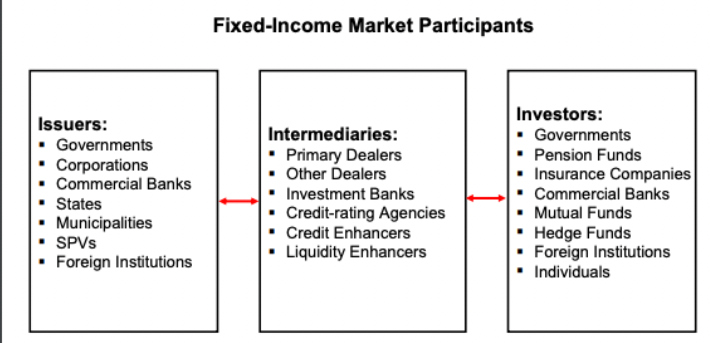 Fixed-Income Market Participants
Issuers:
▪ Governments
▪ Corporations
▪ Commercial Banks
▪ States
▪ Municipalities
▪ SPVs
▪ Foreign Institutions
Intermediaries:
▪ Primary Dealers
▪ Other Dealers
▪ Investment Banks
▪ Credit-rating Agencies
▪ Credit Enhancers
▪ Liquidity Enhancers
Investors:
▪ Governments
▪ Pension Funds
▪ Insurance Companies
▪ Commercial Banks
▪ Mutual Funds
▪ Hedge Funds
▪ Foreign Institutions
▪ Individuals